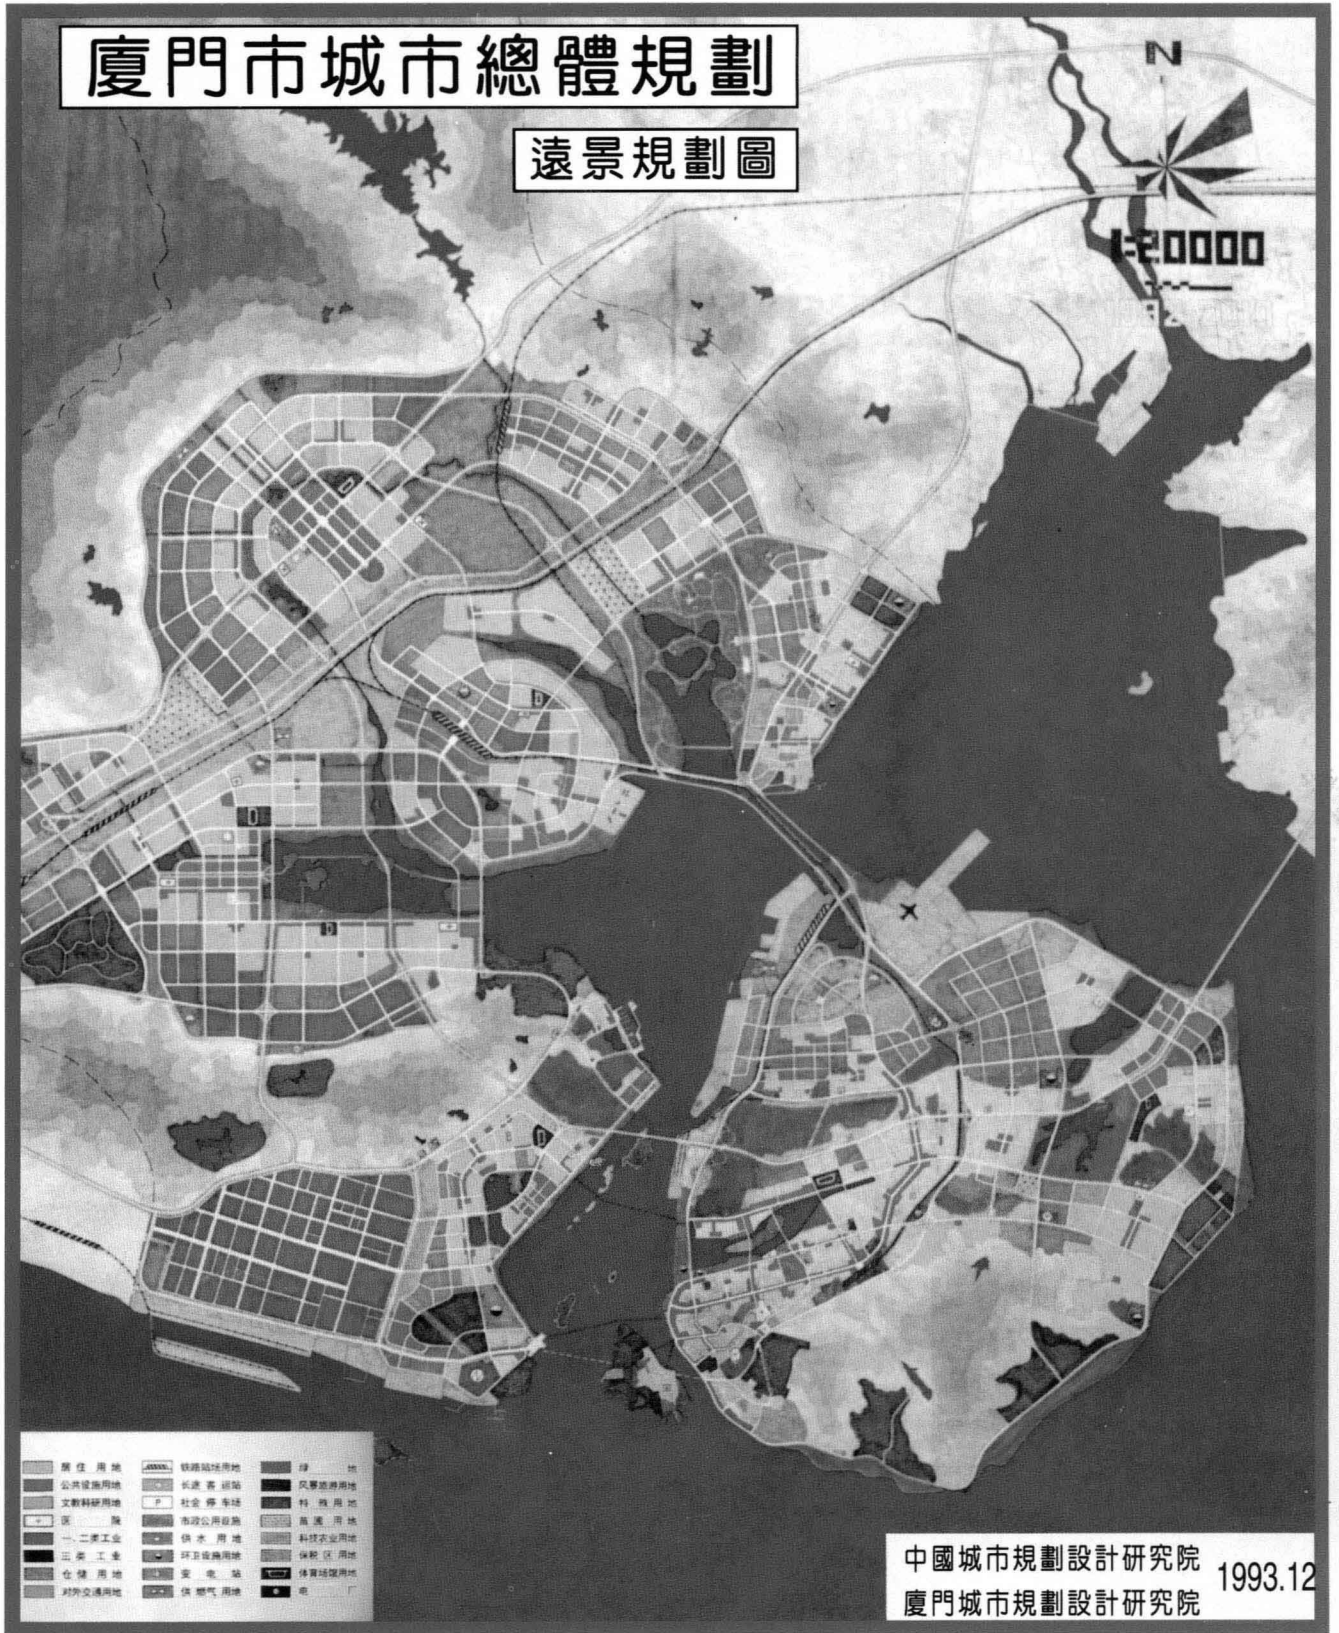 廈門市城市總體規劃
遠景規劃圖
N
1:20000
居住用地
公共设施用地
文教科研用地
医院
一、二类工业
三类工业
仓储用地
对外交通用地
铁路站场用地
长途客运站
P 社会停车场
市政公用设施
供水用地
环卫设施用地
变电站
供燃气用地
绿地
风景旅游用地
特殊用地
科技农业用地
保税区用地
体育场馆用地
电厂
中國城市規劃設計研究院
廈門城市規劃設計研究院
1993.12